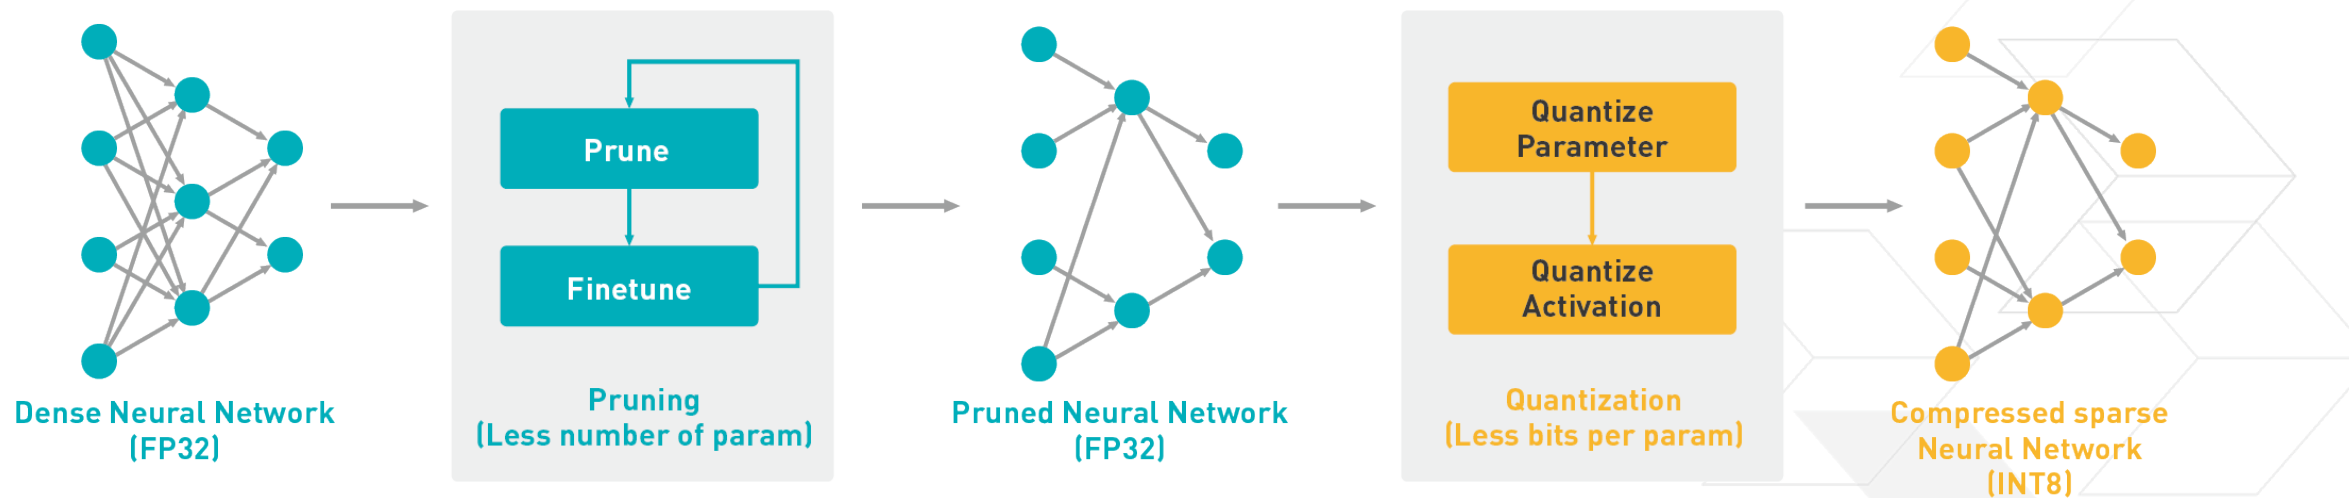 Dense Neural Network
(FP32)
Prune
Finetune
Pruning
(Less number of param)
Pruned Neural Network
(FP32)
Quantize
Parameter
Quantize
Activation
Quantization
(Less bits per param)
Compressed sparse
Neural Network
(INT8)